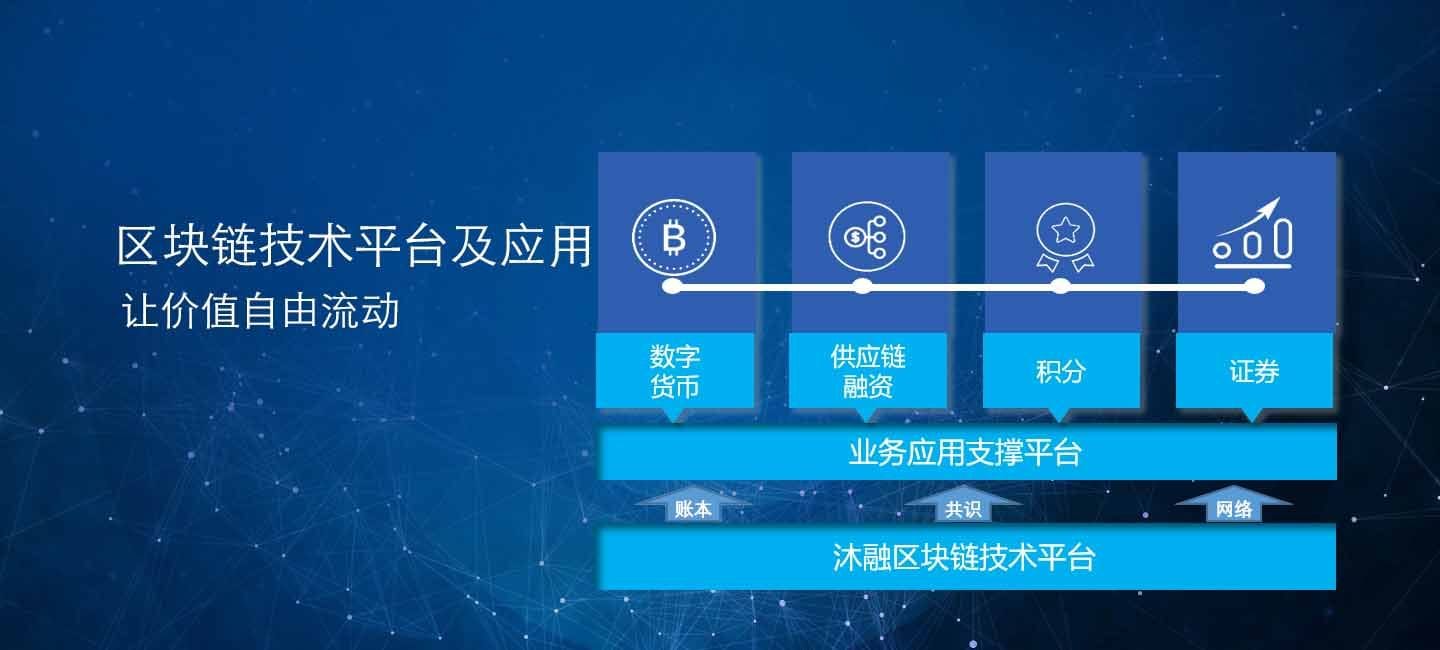 区块链技术平台及应用
让价值自由流动
数字
货币
供应链
融资
积分
证券
业务应用支撑平台
账本
共识
网络
沐融区块链技术平台